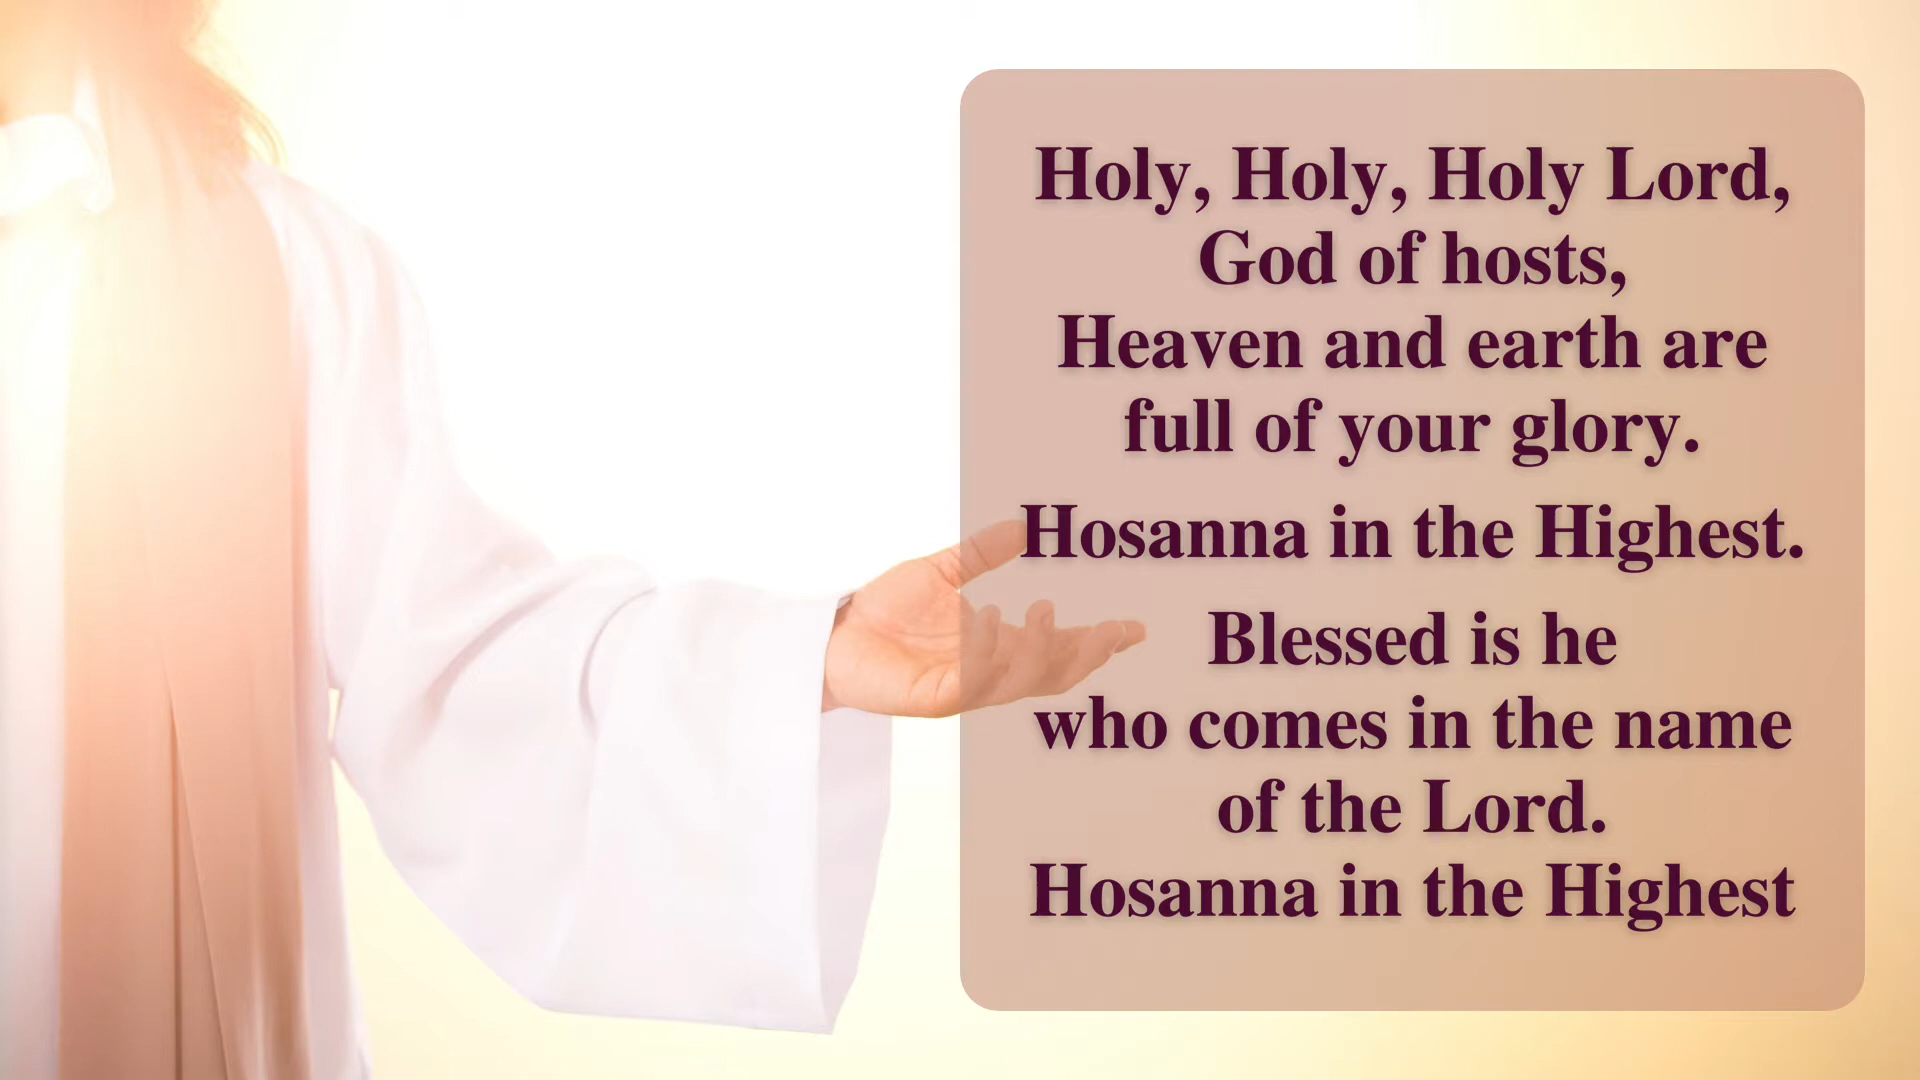 Holy, Holy, Holy Lord,
God of hosts,
Heaven and earth are
full of your glory.
Hosanna in the Highest.
Blessed is he
who comes in the name
of the Lord.
Hosanna in the Highest